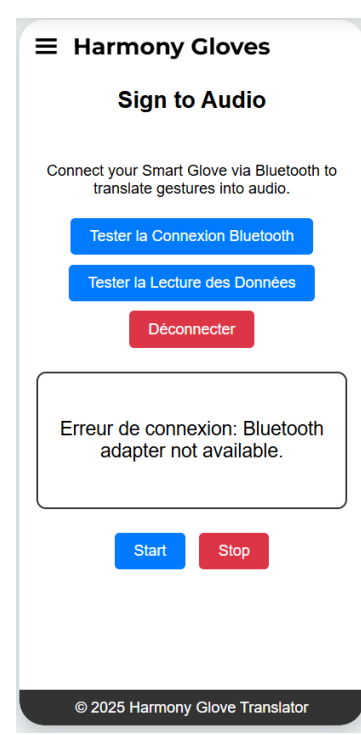 Harmony Gloves
Sign to Audio
Connect your Smart Glove via Bluetooth to
translate gestures into audio.
Tester la Connexion Bluetooth
Tester la Lecture des Données
Déconnecter
Erreur de connexion: Bluetooth
adapter not available.
Start Stop
© 2025 Harmony Glove Translator